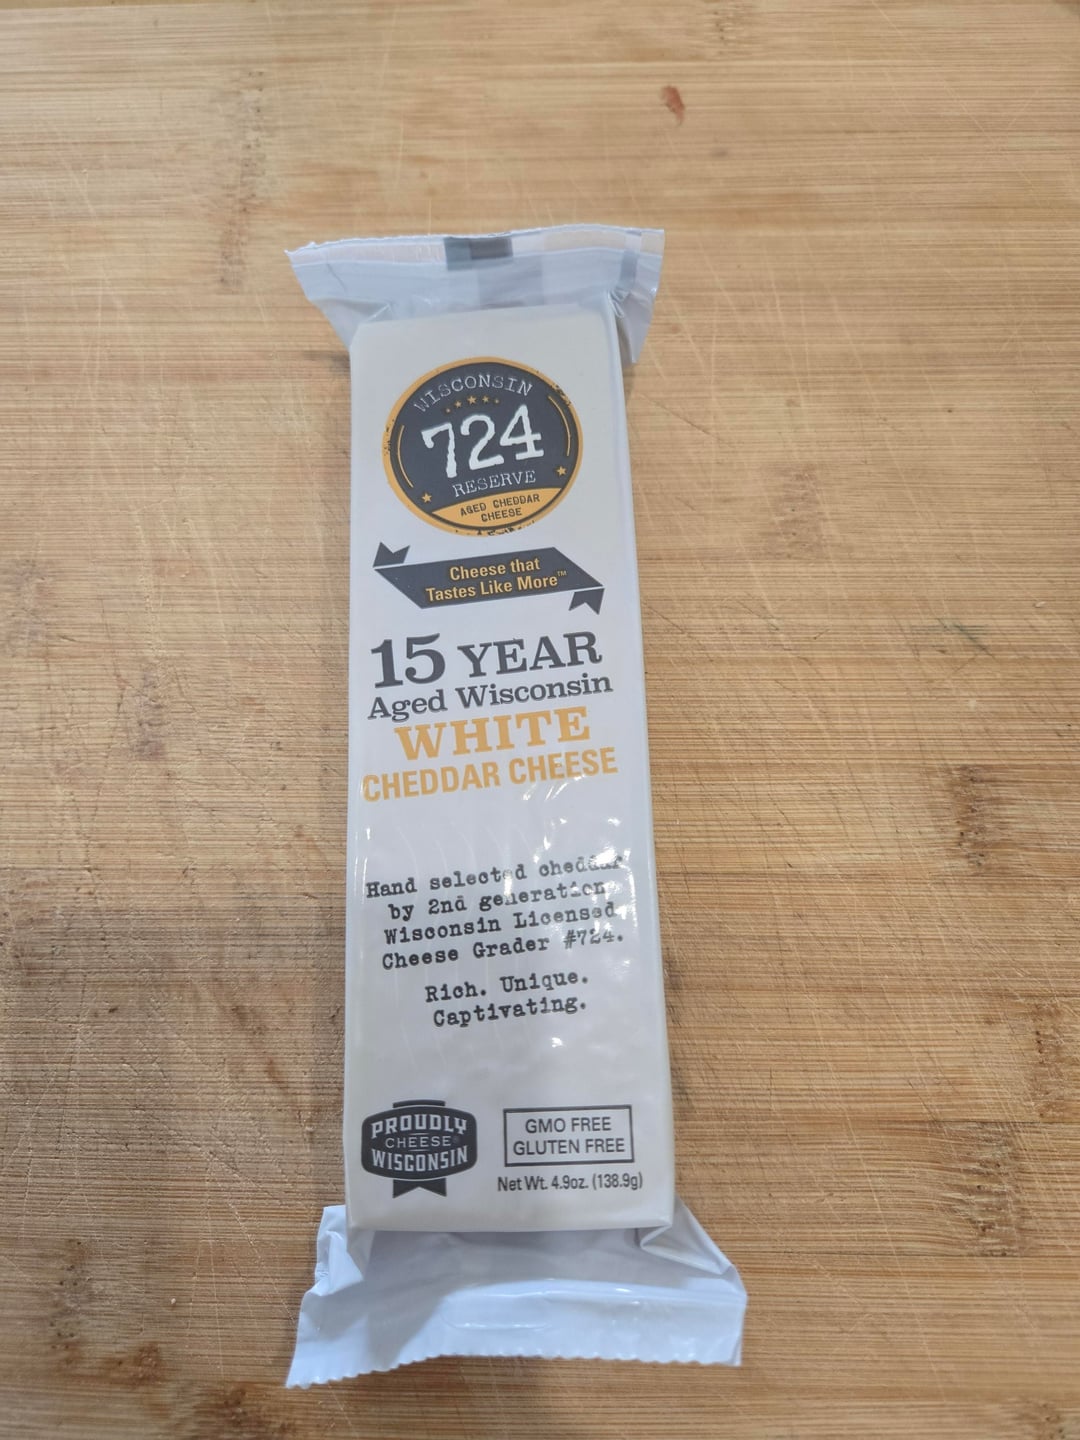 WISCONSIN
724
RESERVE
AGED CHEDDAR
CHEESE
Cheese that
Tastes Like More™
15 YEAR
Aged Wisconsin
WHITE
CHEDDAR CHEESE
Hand selected cheddar
by 2nd generation
Wisconsin Licensed
Cheese Grader #724.
Rich. Unique.
Captivating.
PROUDLY
CHEESE®
WISCONSIN
GMO FREE
GLUTEN FREE
Net Wt. 4.9oz. (138.9g)